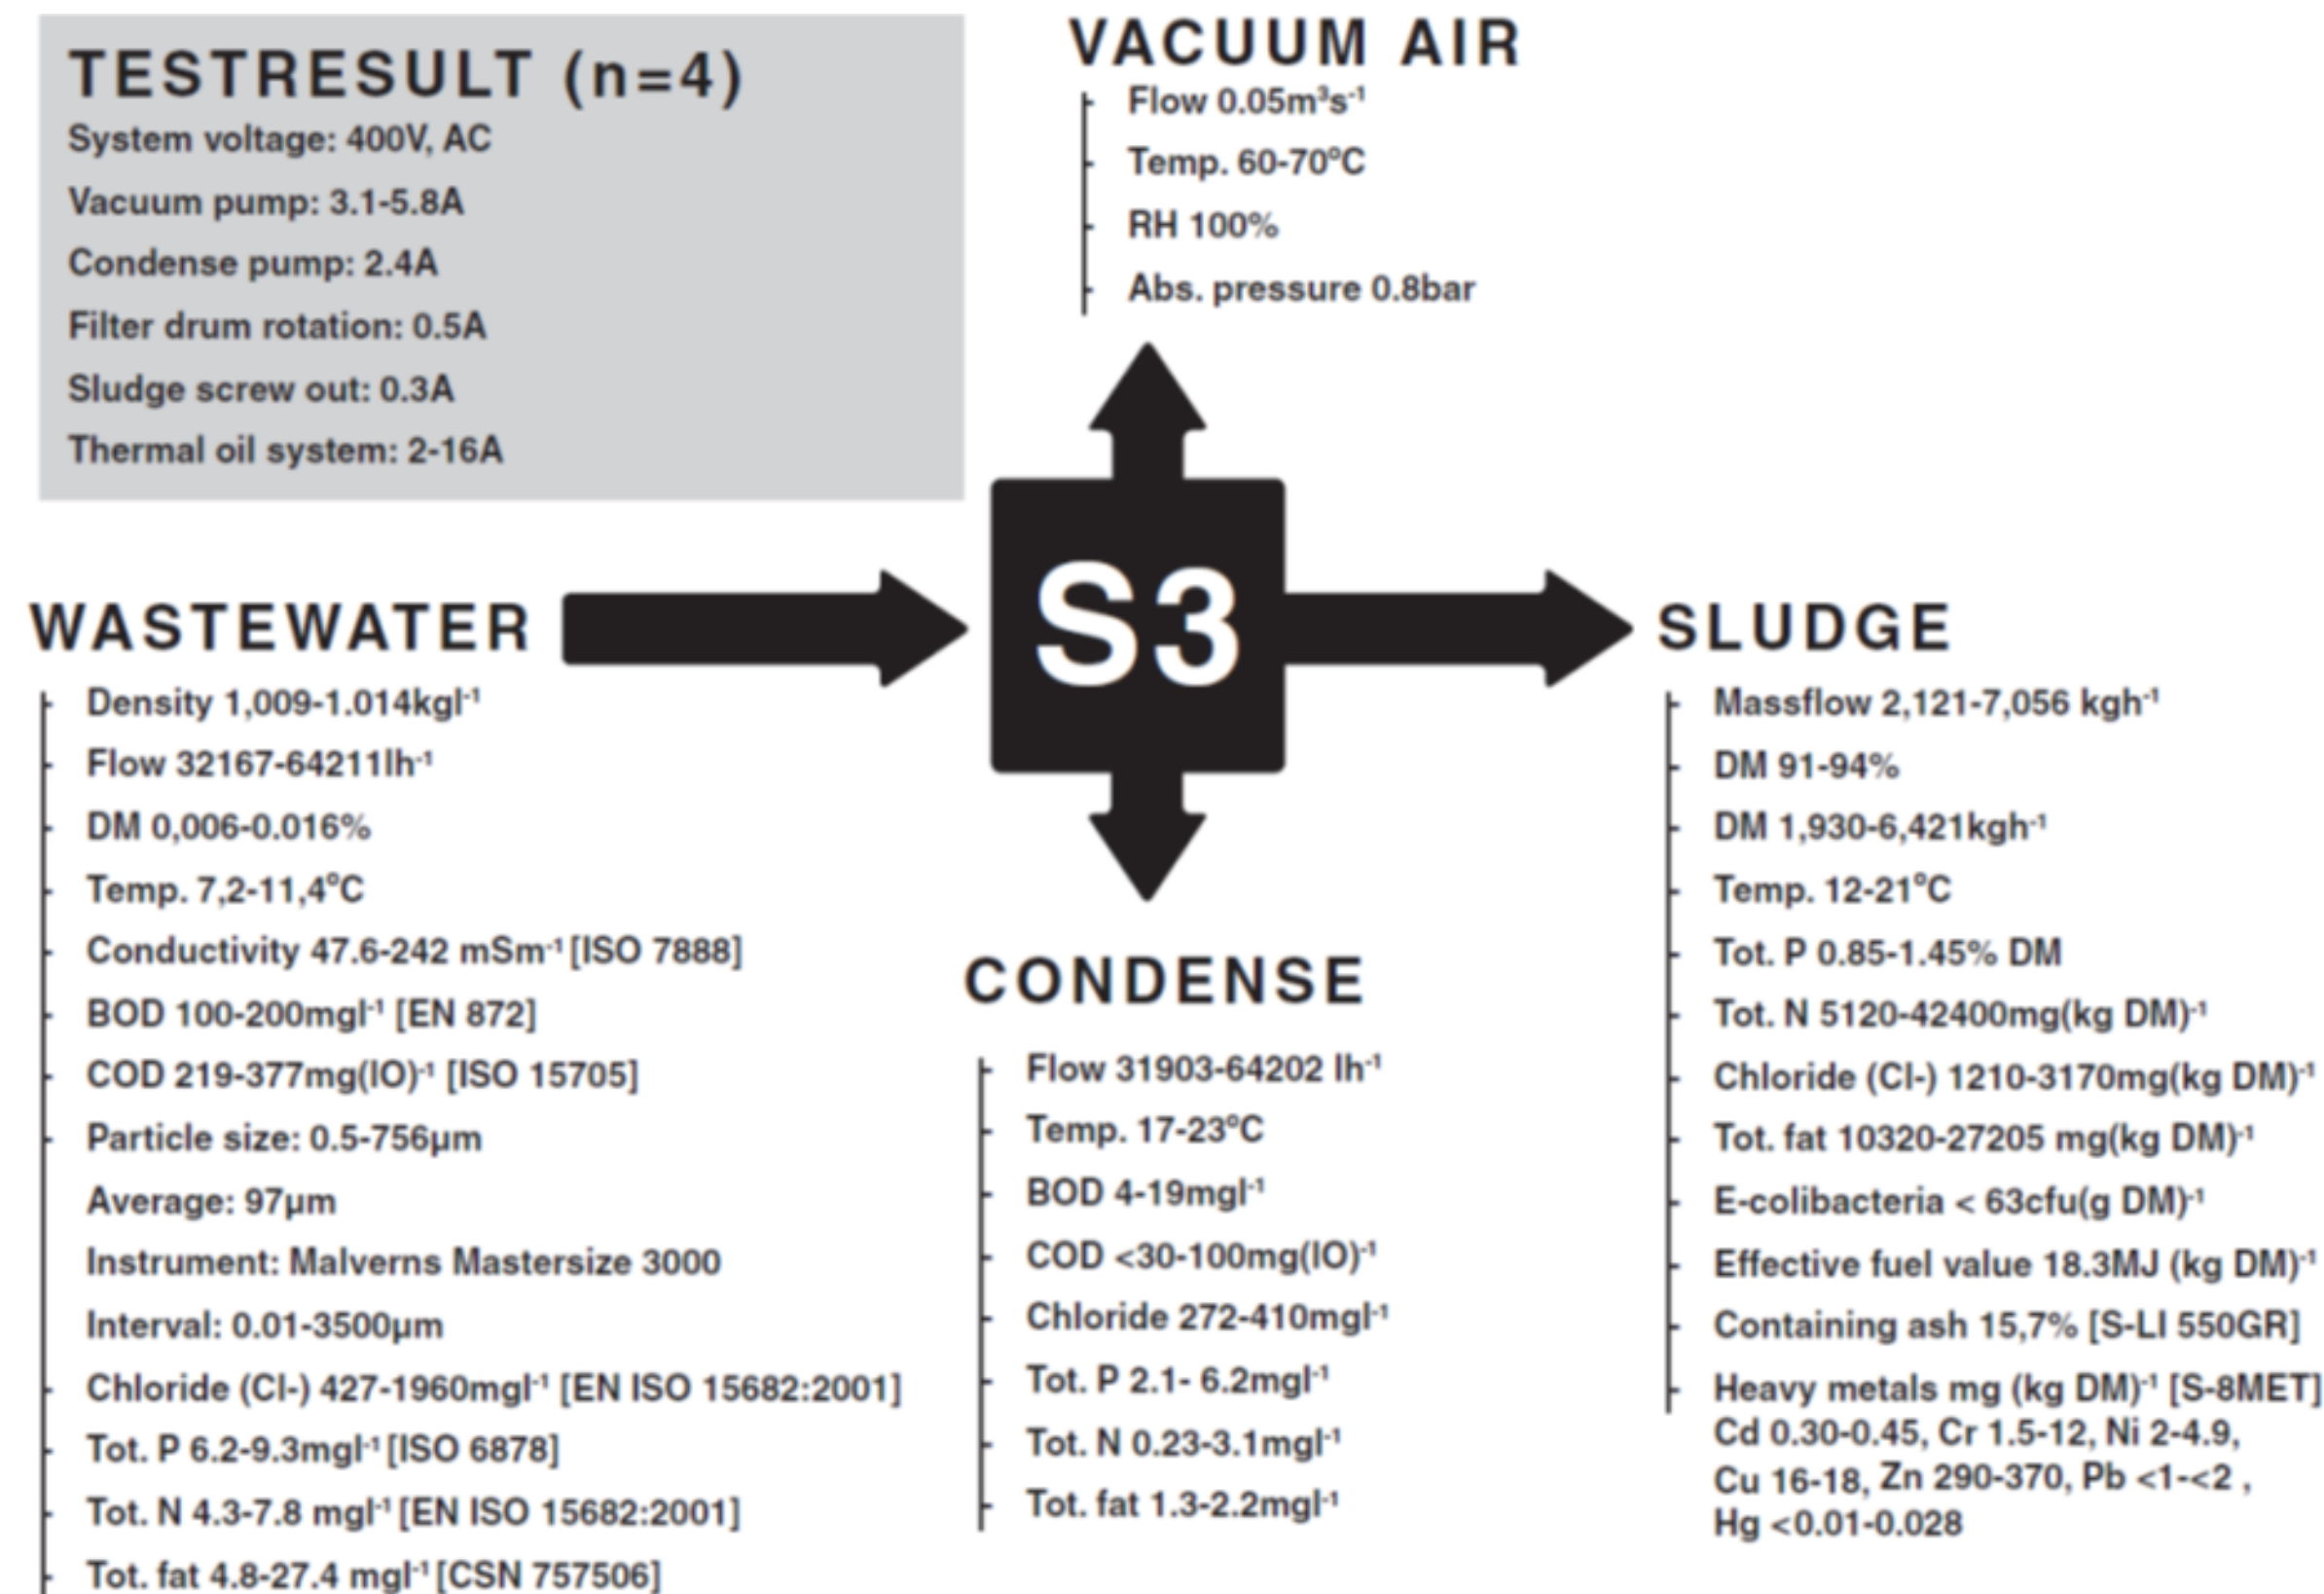 TESTRESULT (n=4)
System voltage: 400V, AC
Vacuum pump: 3.1-5.8A
Condense pump: 2.4A
Filter drum rotation: 0.5A
Sludge screw out: 0.3A
Thermal oil system: 2-16A
VACUUM AIR
Flow 0.05m³s⁻¹
Temp. 60-70°C
RH 100%
Abs. pressure 0.8bar
S3
WASTEWATER
Density 1,009-1.014kgl⁻¹
Flow 32167-64211lh⁻¹
DM 0,006-0.016%
Temp. 7,2-11,4°C
Conductivity 47.6-242 mSm⁻¹ [ISO 7888]
BOD 100-200mgl⁻¹ [EN 872]
COD 219-377mg(lO)⁻¹ [ISO 15705]
Particle size: 0.5-756µm
Average: 97µm
Instrument: Malverns Mastersize 3000
Interval: 0.01-3500µm
Chloride (Cl-) 427-1960mgl⁻¹ [EN ISO 15682:2001]
Tot. P 6.2-9.3mgl⁻¹ [ISO 6878]
Tot. N 4.3-7.8 mgl⁻¹ [EN ISO 15682:2001]
Tot. fat 4.8-27.4 mgl⁻¹ [CSN 757506]
CONDENSE
Flow 31903-64202 lh⁻¹
Temp. 17-23°C
BOD 4-19mgl⁻¹
COD <30-100mg(lO)⁻¹
Chloride 272-410mgl⁻¹
Tot. P 2.1- 6.2mgl⁻¹
Tot. N 0.23-3.1mgl⁻¹
Tot. fat 1.3-2.2mgl⁻¹
SLUDGE
Massflow 2,121-7,056 kgh⁻¹
DM 91-94%
DM 1,930-6,421kgh⁻¹
Temp. 12-21°C
Tot. P 0.85-1.45% DM
Tot. N 5120-42400mg(kg DM)⁻¹
Chloride (Cl-) 1210-3170mg(kg DM)⁻¹
Tot. fat 10320-27205 mg(kg DM)⁻¹
E-colibacteria < 63cfu(g DM)⁻¹
Effective fuel value 18.3MJ (kg DM)⁻¹
Containing ash 15,7% [S-LI 550GR]
Heavy metals mg (kg DM)⁻¹ [S-8MET]
Cd 0.30-0.45, Cr 1.5-12, Ni 2-4.9,
Cu 16-18, Zn 290-370, Pb <1-<2 ,
Hg <0.01-0.028